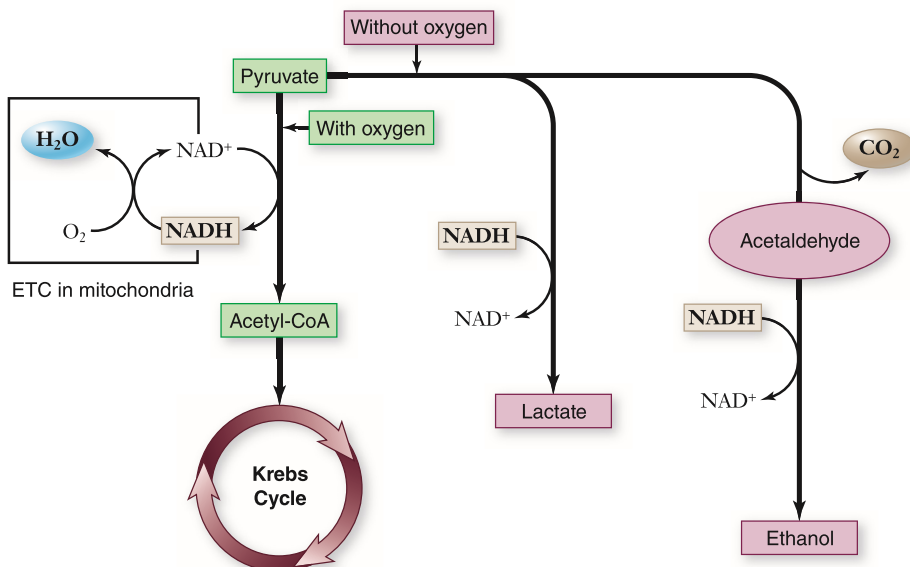 Without oxygen
Pyruvate
With oxygen
H₂O
NAD⁺
CO₂
O₂
NADH
NADH
Acetaldehyde
ETC in mitochondria
Acetyl-CoA
NAD⁺
NADH
NAD⁺
Lactate
Krebs
Cycle
Ethanol